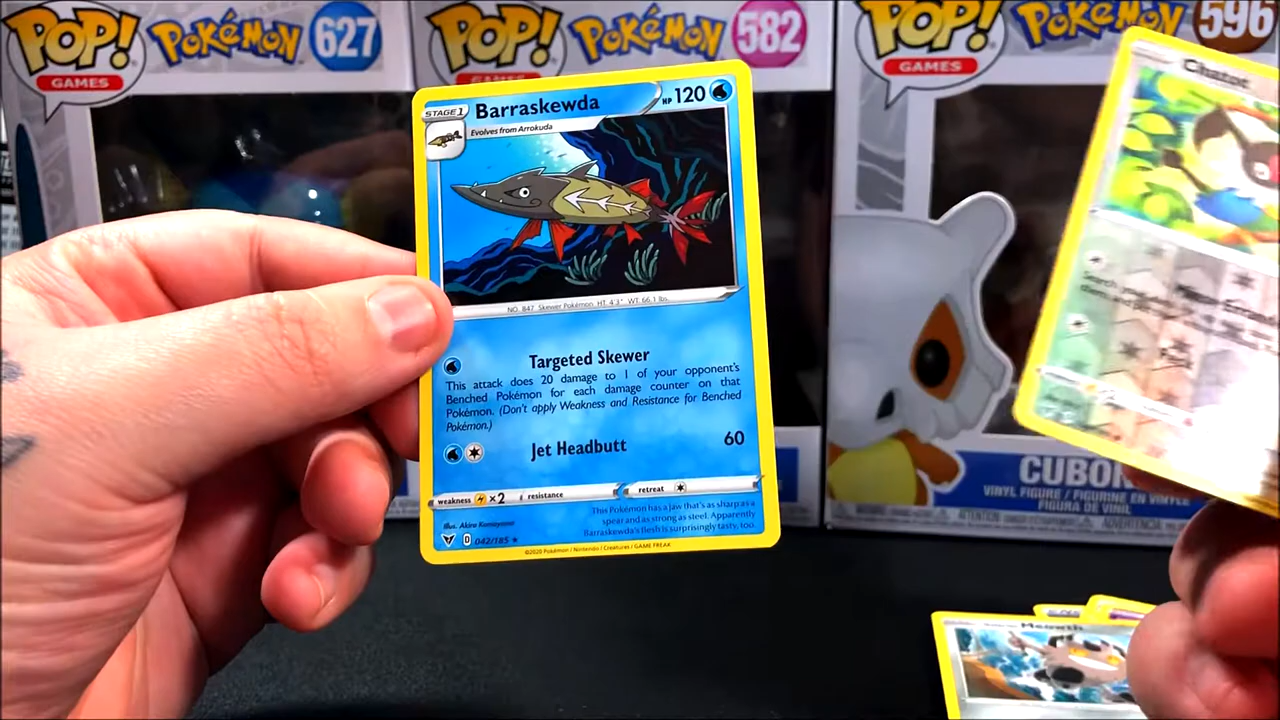 POP!
GAMES
POKÉMON
627
POP!
GAMES
POKÉMON
582
POP!
GAMES
POKÉMON
596
STAGE 1
Barraskewda
HP 120
Evolves from Arrokuda
NO. 847 Skewer Pokémon HT. 4'3" WT. 66.1 lbs.
Targeted Skewer
This attack does 20 damage to 1 of your opponent's
Benched Pokémon for each damage counter on that
Pokémon. (Don't apply Weakness and Resistance for Benched
Pokémon.)
Jet Headbutt
60
weakness ×2 resistance
retreat
This Pokémon has a jaw that's as sharp as a
spear and as strong as steel. Apparently
Barraskewda's flesh is surprisingly tasty, too.
Illus. Akira Komayama
D 042/185 ★
©2020 Pokémon / Nintendo / Creatures / GAME FREAK
Chatot
Search
CUBON
VINYL FIGURE / FIGURINE EN VINYLE
FIGURA DE VINIL
Meowth